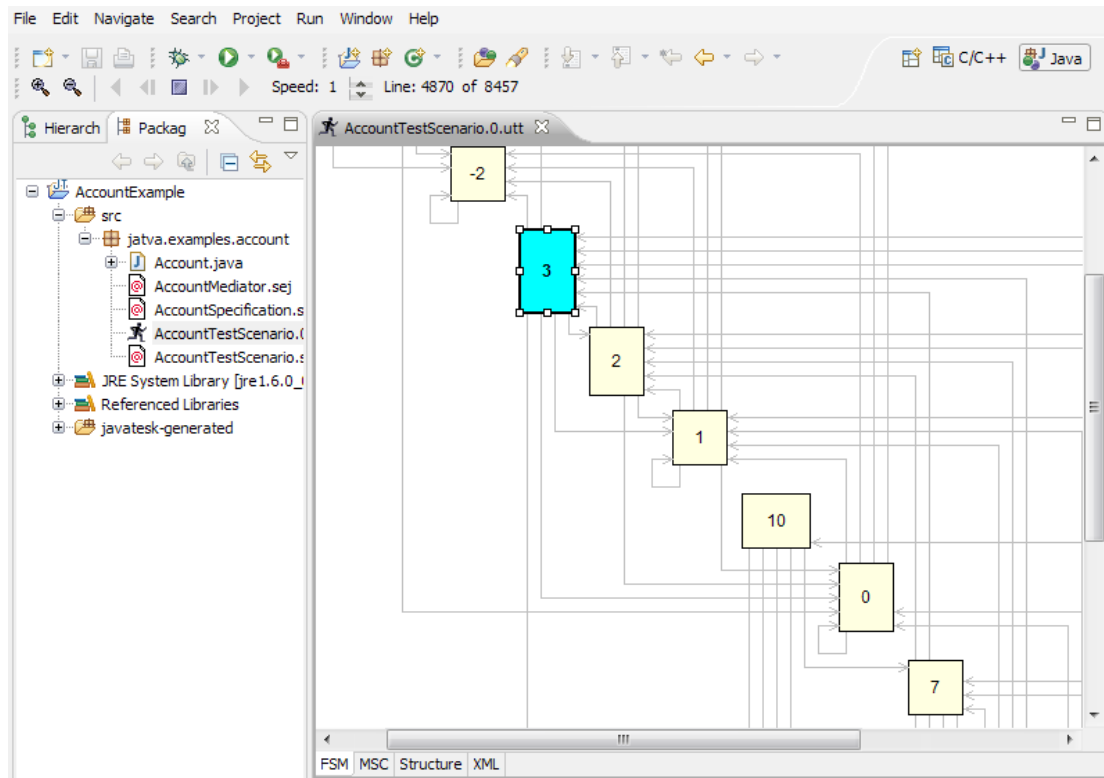 File Edit Navigate Search Project Run Window Help
C/C++ Java
Speed: 1 Line: 4870 of 8457
Hierarch Packag
AccountTestScenario.0.utt
AccountExample
src
jatva.examples.account
Account.java
AccountMediator.sej
AccountSpecification.s
AccountTestScenario.0
AccountTestScenario.s
JRE System Library [jre1.6.0_
Referenced Libraries
javatesk-generated
-2
3
2
1
10
0
7
FSM MSC Structure XML